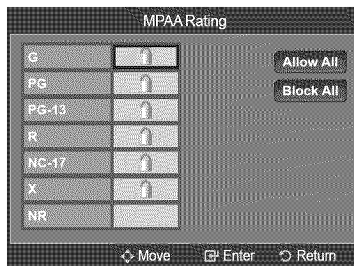 MPAA Rating
G
Allow All
PG
Block All
PG-13
R
NC-17
X
NR
Move Enter Return